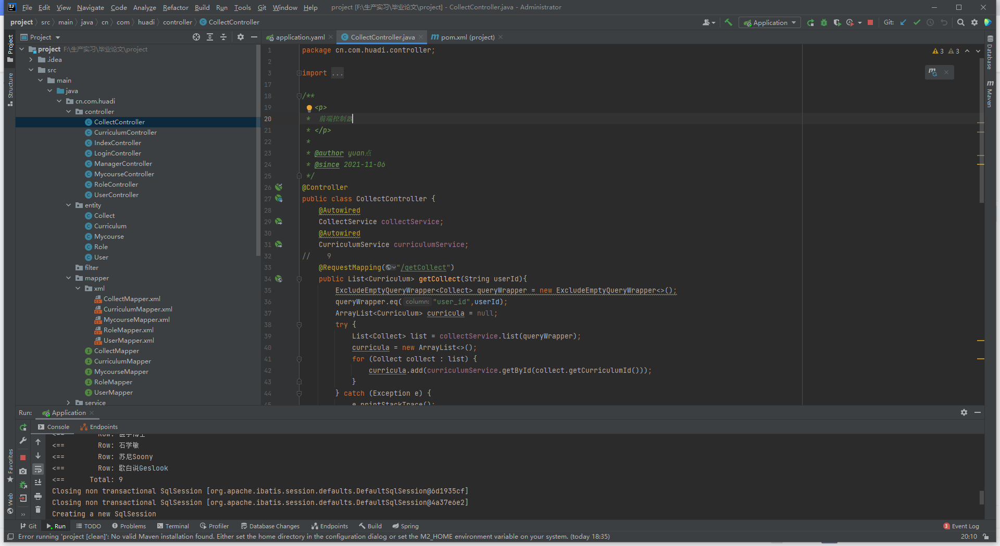 File Edit View Navigate Code Analyze Refactor Build Run Tools Git Window Help project [F:\生产实习\毕业论文\project] - CollectController.java - Administrator
project src main java cn com huadi controller CollectController
Application Git:
Project
application.yaml CollectController.java pom.xml (project)
project F:\生产实习\毕业论文\project
.idea
src
main
java
cn.com.huadi
controller
CollectController
CurriculumController
IndexController
LoginController
ManagerController
MycourseController
RoleController
UserController
entity
Collect
Curriculum
Mycourse
Role
User
filter
mapper
xml
CollectMapper.xml
CurriculumMapper.xml
MycourseMapper.xml
RoleMapper.xml
UserMapper.xml
CollectMapper
CurriculumMapper
MycourseMapper
RoleMapper
UserMapper
service
Project
Structure
Favorites
Web
1 package cn.com.huadi.controller;
2
3 import ...
17
18 /**
19 <p>
20 * 前端控制器
21 * </p>
22 *
23 * @author yuan点
24 * @since 2021-11-06
25 */
26 @Controller
27 public class CollectController {
28 @Autowired
29 CollectService collectService;
30 @Autowired
31 CurriculumService curriculumService;
32 // 9
33 @RequestMapping("/getCollect")
34 public List<Curriculum> getCollect(String userId){
35 ExcludeEmptyQueryWrapper<Collect> queryWrapper = new ExcludeEmptyQueryWrapper<>();
36 queryWrapper.eq( column: "user_id",userId);
37 ArrayList<Curriculum> curricula = null;
38 try {
39 List<Collect> list = collectService.list(queryWrapper);
40 curricula = new ArrayList<>();
41 for (Collect collect : list) {
42 curricula.add(curriculumService.getById(collect.getCurriculumId()));
43 }
44 } catch (Exception e) {
45 e.printStackTrace();
3 3
Database
Maven
Run: Application
Console Endpoints
<== Row: 医学博士
<== Row: 石学敏
<== Row: 苏尼Soony
<== Row: 歌白说Geslook
<== Total: 9
Closing non transactional SqlSession [org.apache.ibatis.session.defaults.DefaultSqlSession@6d1935cf]
Closing non transactional SqlSession [org.apache.ibatis.session.defaults.DefaultSqlSession@4a37e6e2]
Creating a new SqlSession
Git Run TODO Problems Terminal Profiler Database Changes Endpoints Build Spring 3 Event Log
Error running 'project [clean]': No valid Maven installation found. Either set the home directory in the configuration dialog or set the M2_HOME environment variable on your system. (today 18:35) 20:10